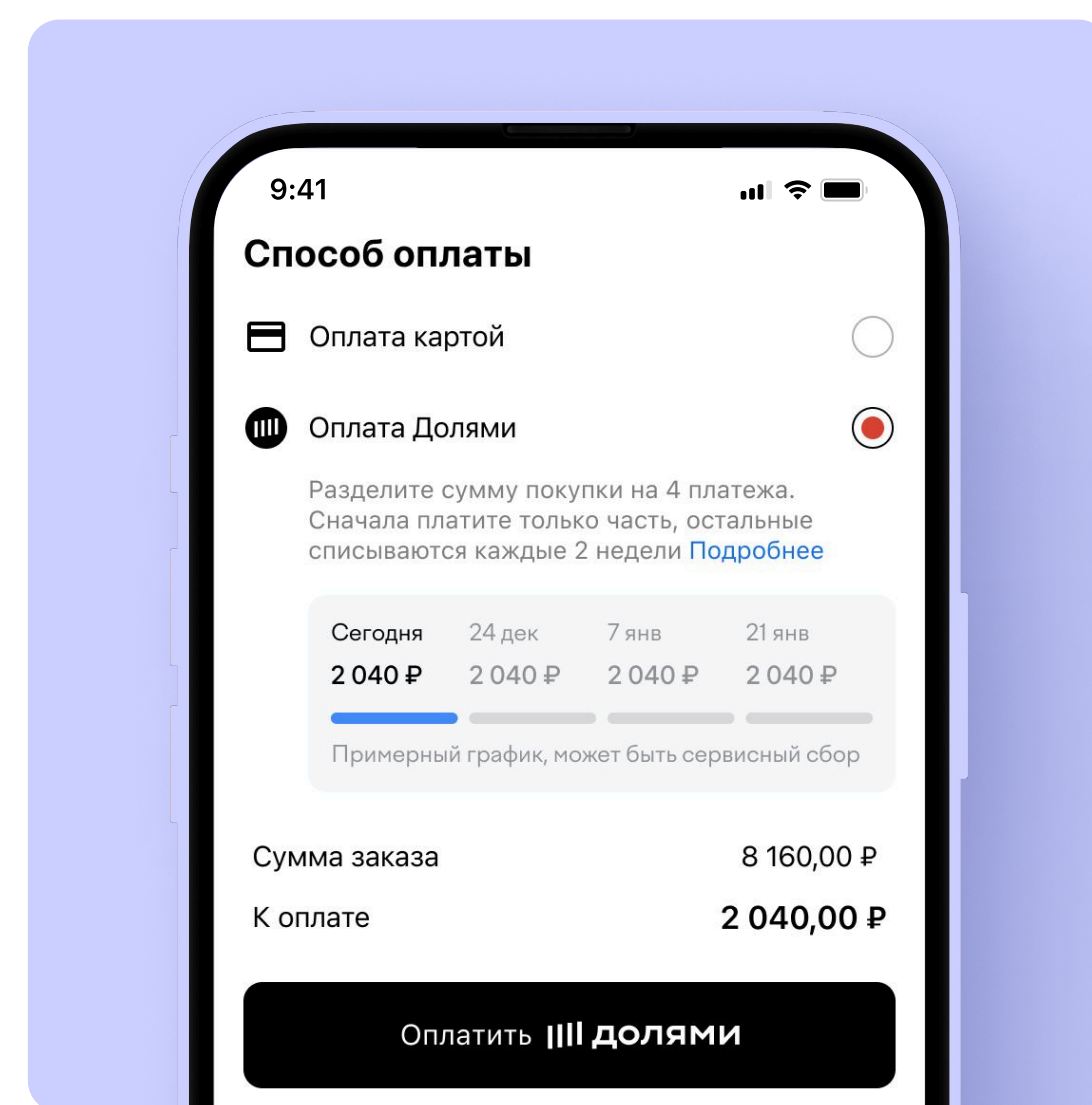 9:41
Способ оплаты
Оплата картой
Оплата Долями
Разделите сумму покупки на 4 платежа.
Сначала платите только часть, остальные
списываются каждые 2 недели Подробнее
Сегодня 24 дек 7 янв 21 янв
2 040 ₽ 2 040 ₽ 2 040 ₽ 2 040 ₽
Примерный график, может быть сервисный сбор
Сумма заказа 8 160,00 ₽
К оплате 2 040,00 ₽
Оплатить долями